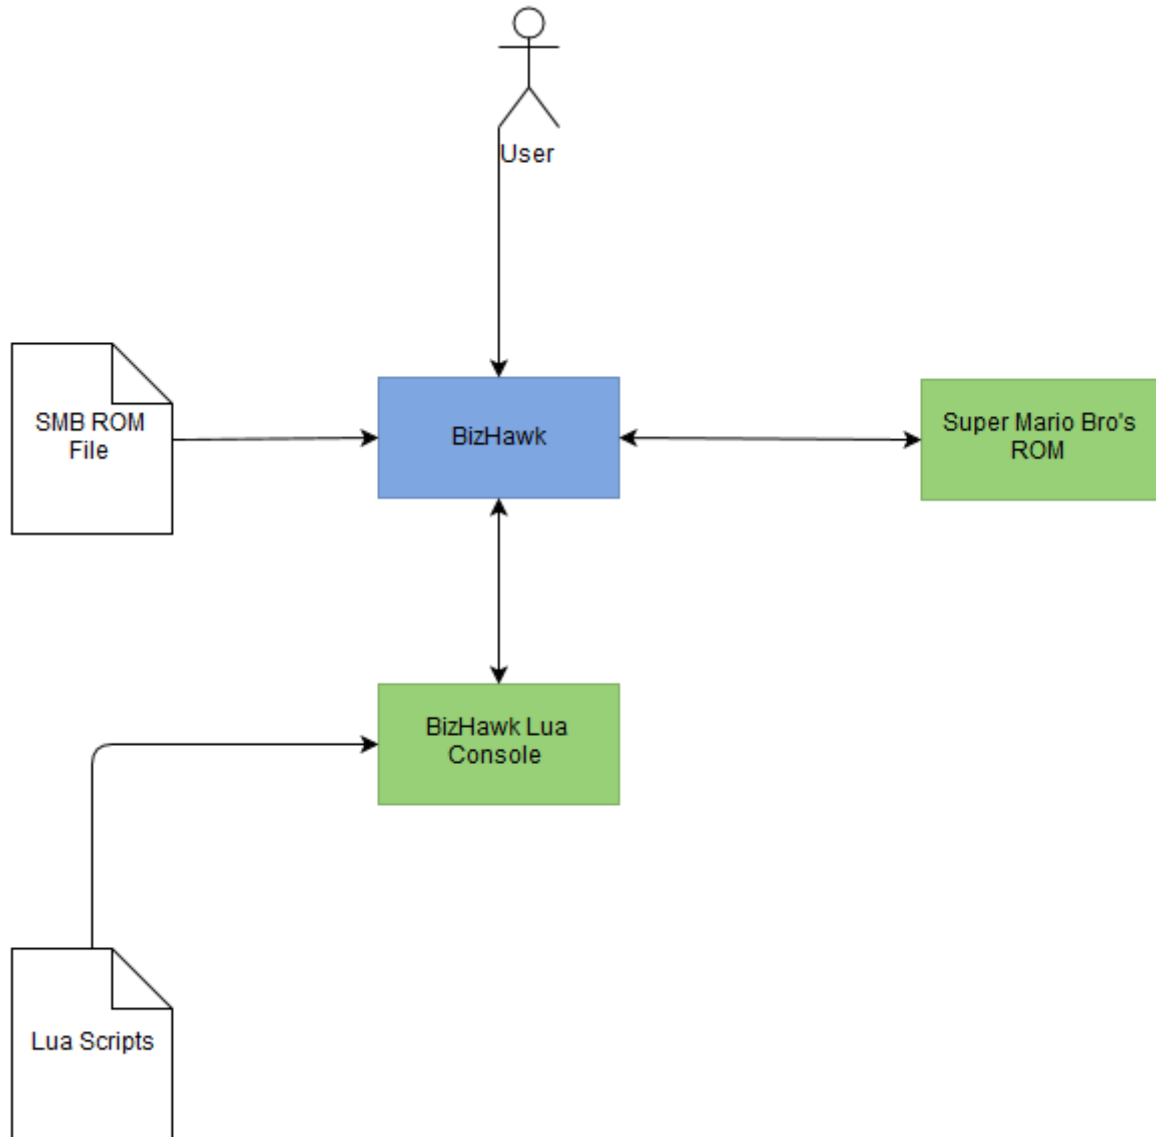 User
SMB ROM
File
BizHawk
Super Mario Bro's
ROM
BizHawk Lua
Console
Lua Scripts